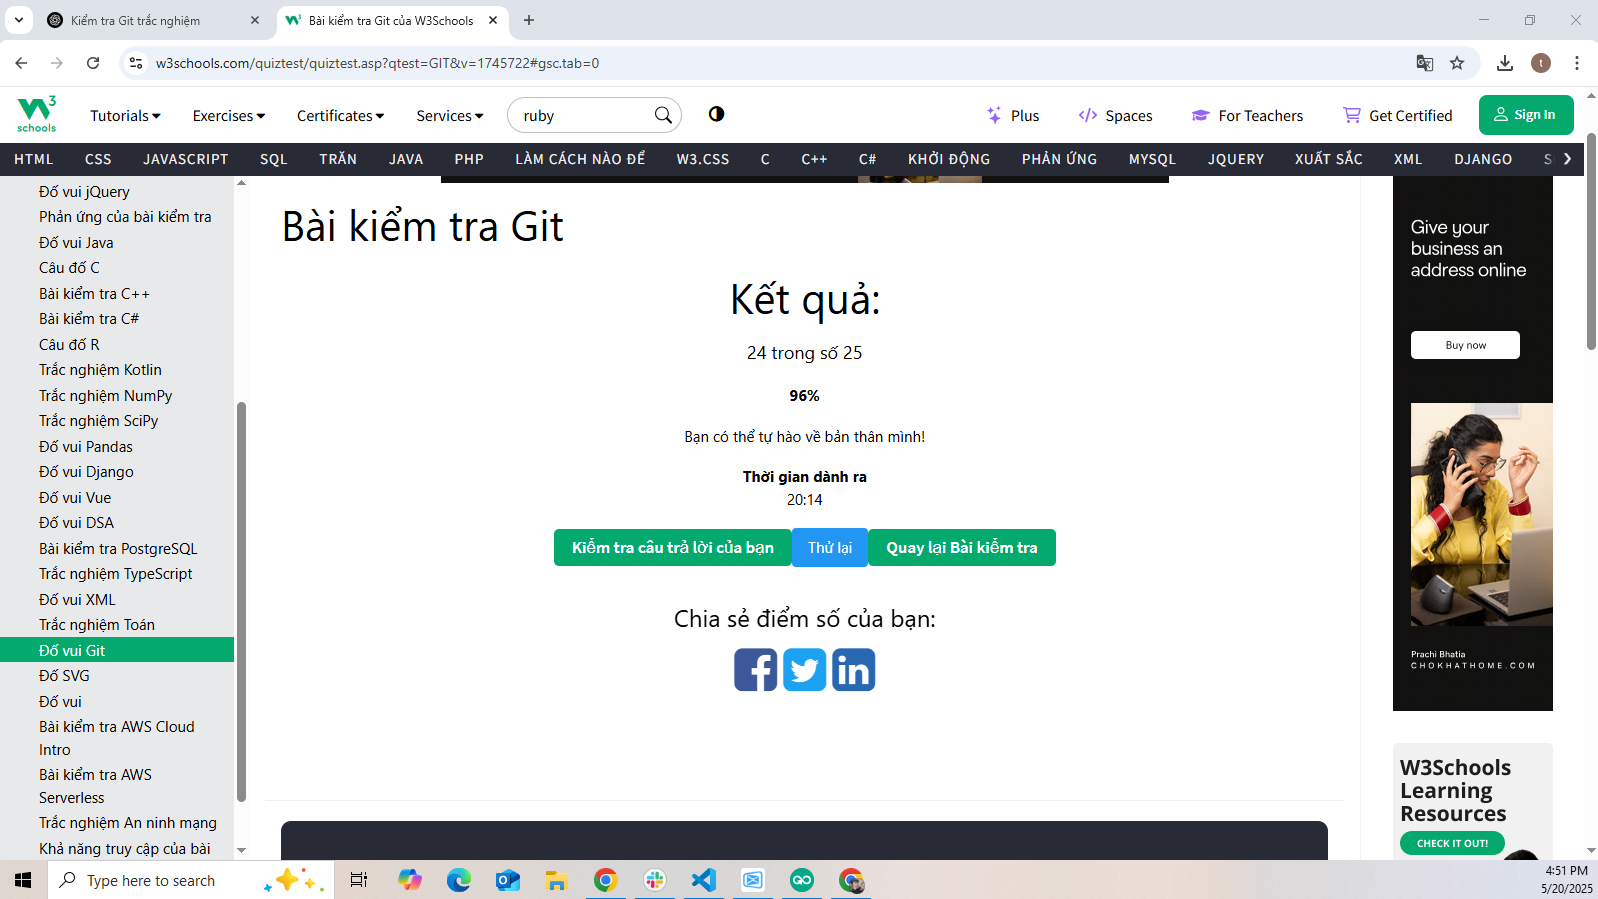 Kiểm tra Git trắc nghiệm
Bài kiểm tra Git của W3Schools
w3schools.com/quiztest/quiztest.asp?qtest=GIT&v=1745722#gsc.tab=0
t
W3
schools
Tutorials
Exercises
Certificates
Services
ruby
Plus
Spaces
For Teachers
Get Certified
Sign In
HTML
CSS
JAVASCRIPT
SQL
TRĂN
JAVA
PHP
LÀM CÁCH NÀO ĐỂ
W3.CSS
C
C++
C#
KHỞI ĐỘNG
PHẢN ỨNG
MYSQL
JQUERY
XUẤT SẮC
XML
DJANGO
Đố vui jQuery
Phản ứng của bài kiểm tra
Đố vui Java
Câu đố C
Bài kiểm tra C++
Bài kiểm tra C#
Câu đố R
Trắc nghiệm Kotlin
Trắc nghiệm NumPy
Trắc nghiệm SciPy
Đố vui Pandas
Đố vui Django
Đố vui Vue
Đố vui DSA
Bài kiểm tra PostgreSQL
Trắc nghiệm TypeScript
Đố vui XML
Trắc nghiệm Toán
Đố vui Git
Đố SVG
Đố vui
Bài kiểm tra AWS Cloud
Intro
Bài kiểm tra AWS
Serverless
Trắc nghiệm An ninh mạng
Khả năng truy cập của bài
Bài kiểm tra Git
Kết quả:
24 trong số 25
96%
Bạn có thể tự hào về bản thân mình!
Thời gian dành ra
20:14
Kiểm tra câu trả lời của bạn
Thử lại
Quay lại Bài kiểm tra
Chia sẻ điểm số của bạn:
Give your
business an
address online
Buy now
Prachi Bhatia
CHOKHATHOME.COM
W3Schools
Learning
Resources
CHECK IT OUT!
Type here to search
4:51 PM
5/20/2025